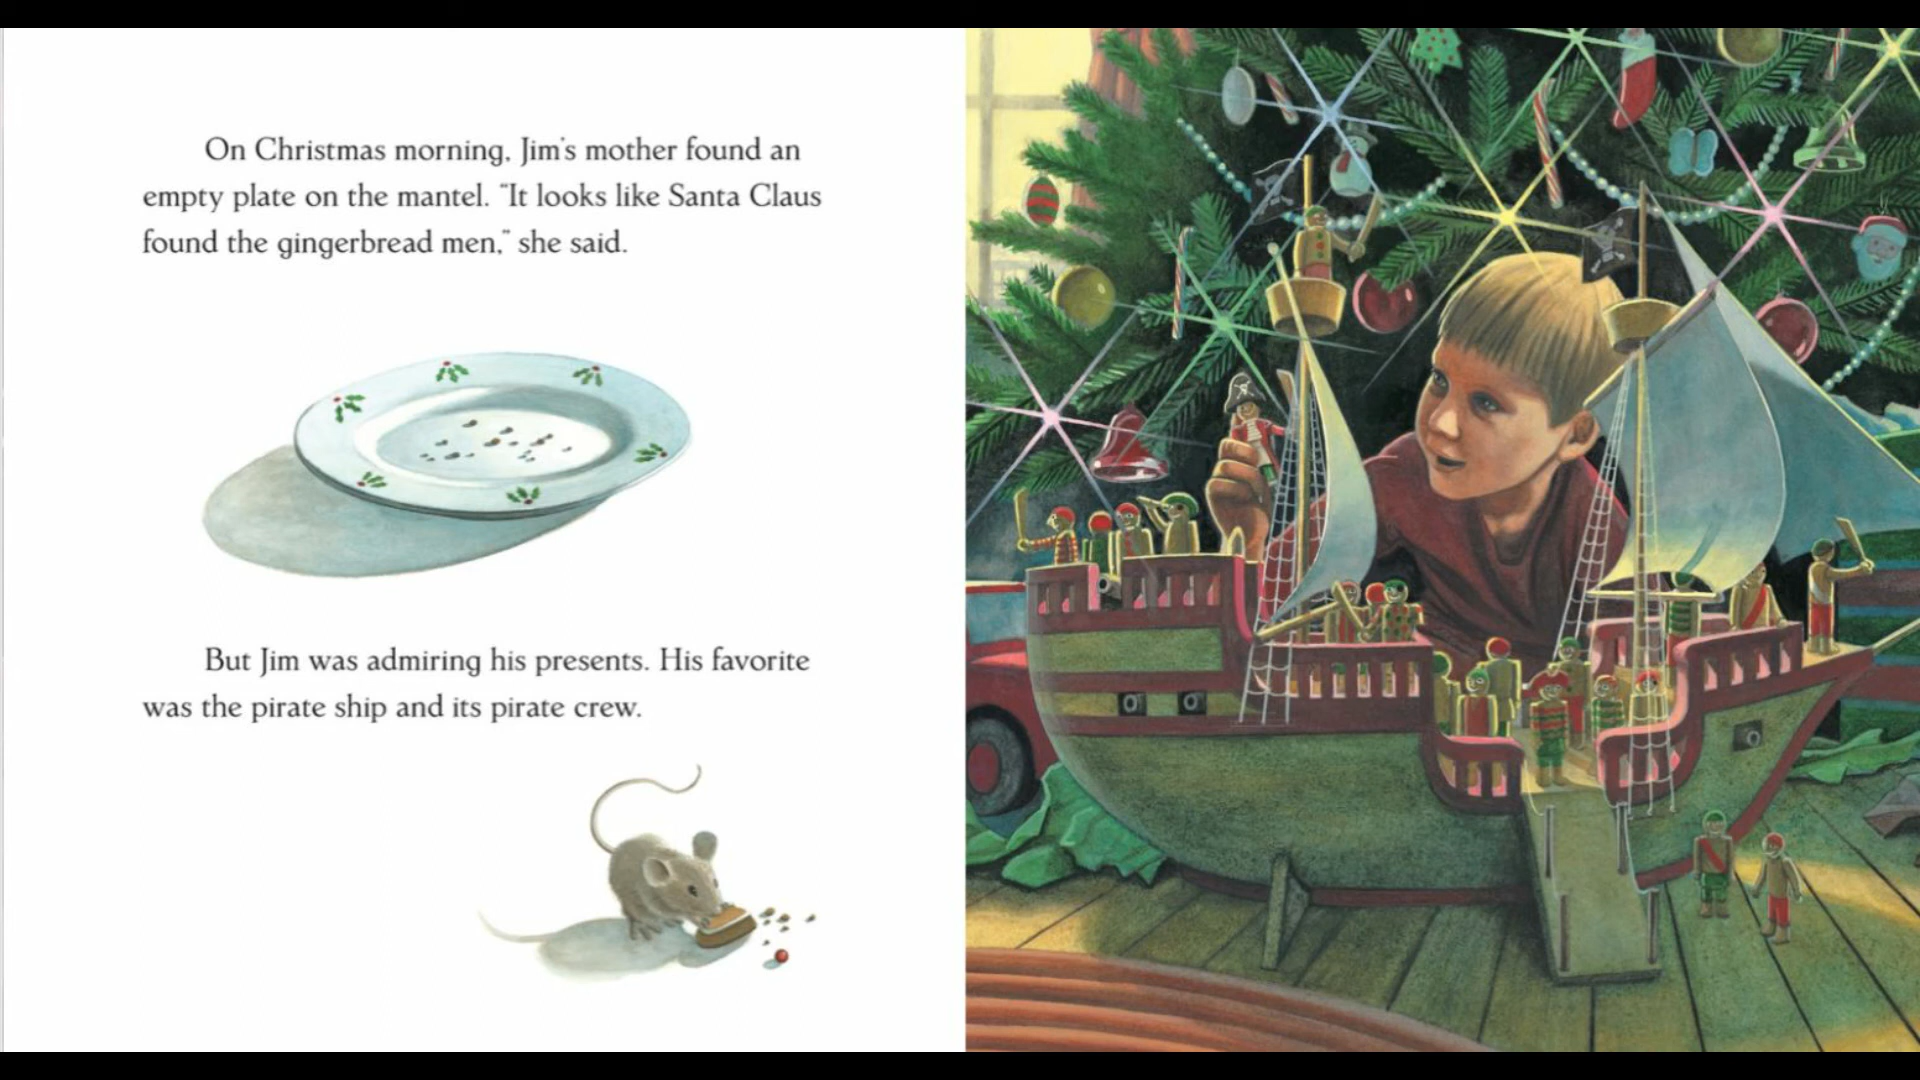 On Christmas morning, Jim's mother found an
empty plate on the mantel. "It looks like Santa Claus
found the gingerbread men," she said.
But Jim was admiring his presents. His favorite
was the pirate ship and its pirate crew.